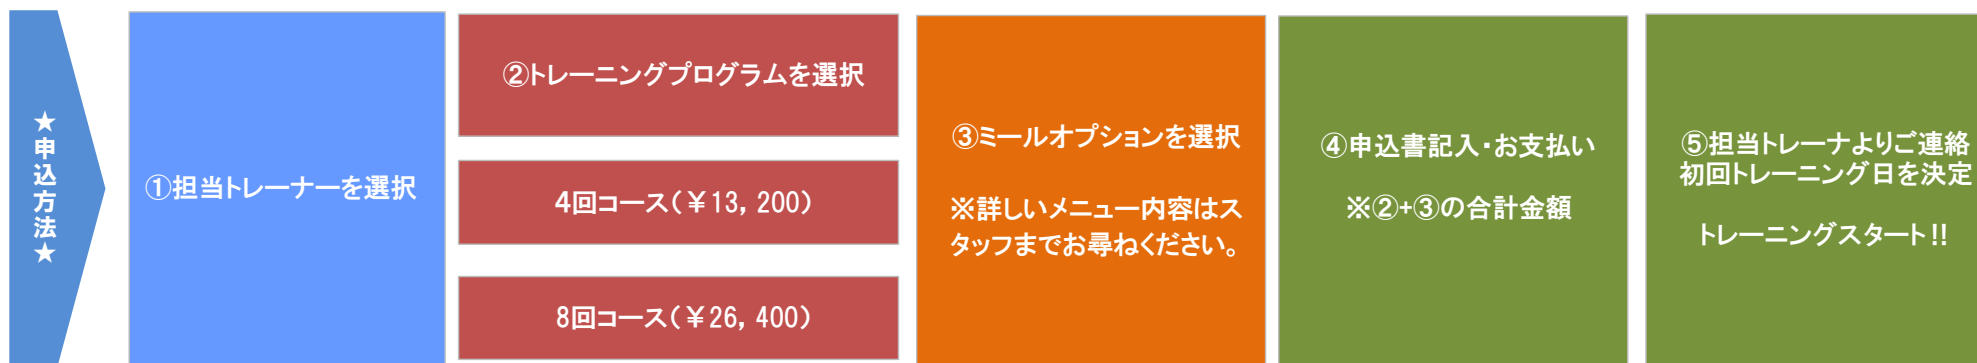 ★申込方法★
①担当トレーナーを選択
②トレーニングプログラムを選択
4回コース(￥13,200)
8回コース(￥26,400)
③ミールオプションを選択
※詳しいメニュー内容はス
タッフまでお尋ねください。
④申込書記入・お支払い
※②+③の合計金額
⑤担当トレーナよりご連絡
初回トレーニング日を決定
トレーニングスタート!!